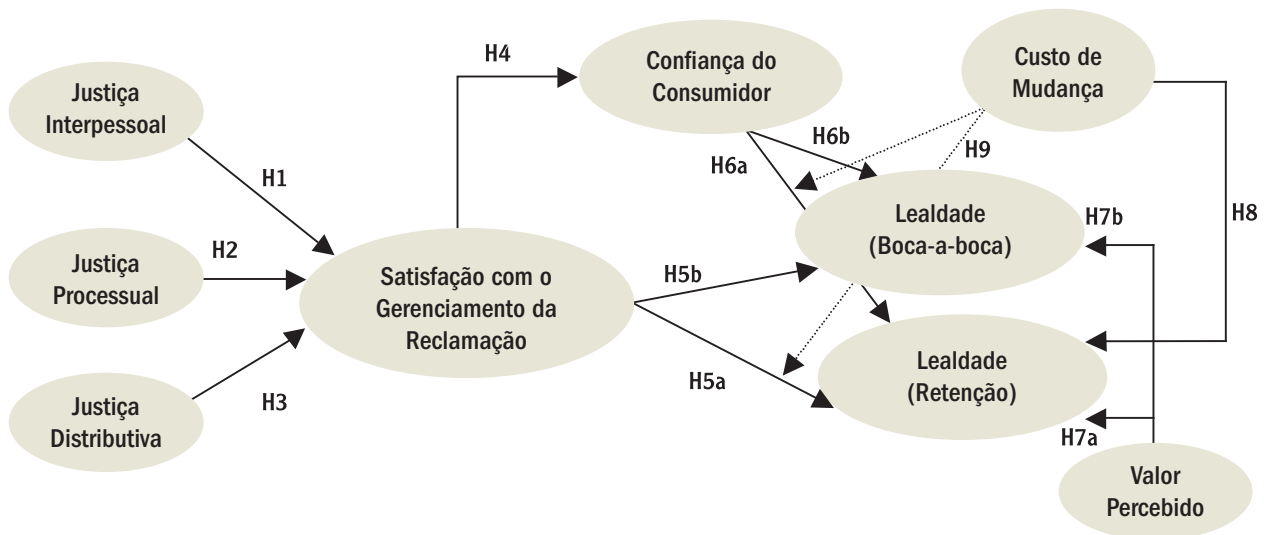 Justiça
Interpessoal
H1
Justiça
Processual
H2
Justiça
Distributiva
H3
Satisfação com o
Gerenciamento da
Reclamação
H4
Confiança do
Consumidor
Custo de
Mudança
H6b
H6a
H9
H8
Lealdade
(Boca-a-boca)
H7b
H5b
H5a
Lealdade
(Retenção)
H7a
Valor
Percebido